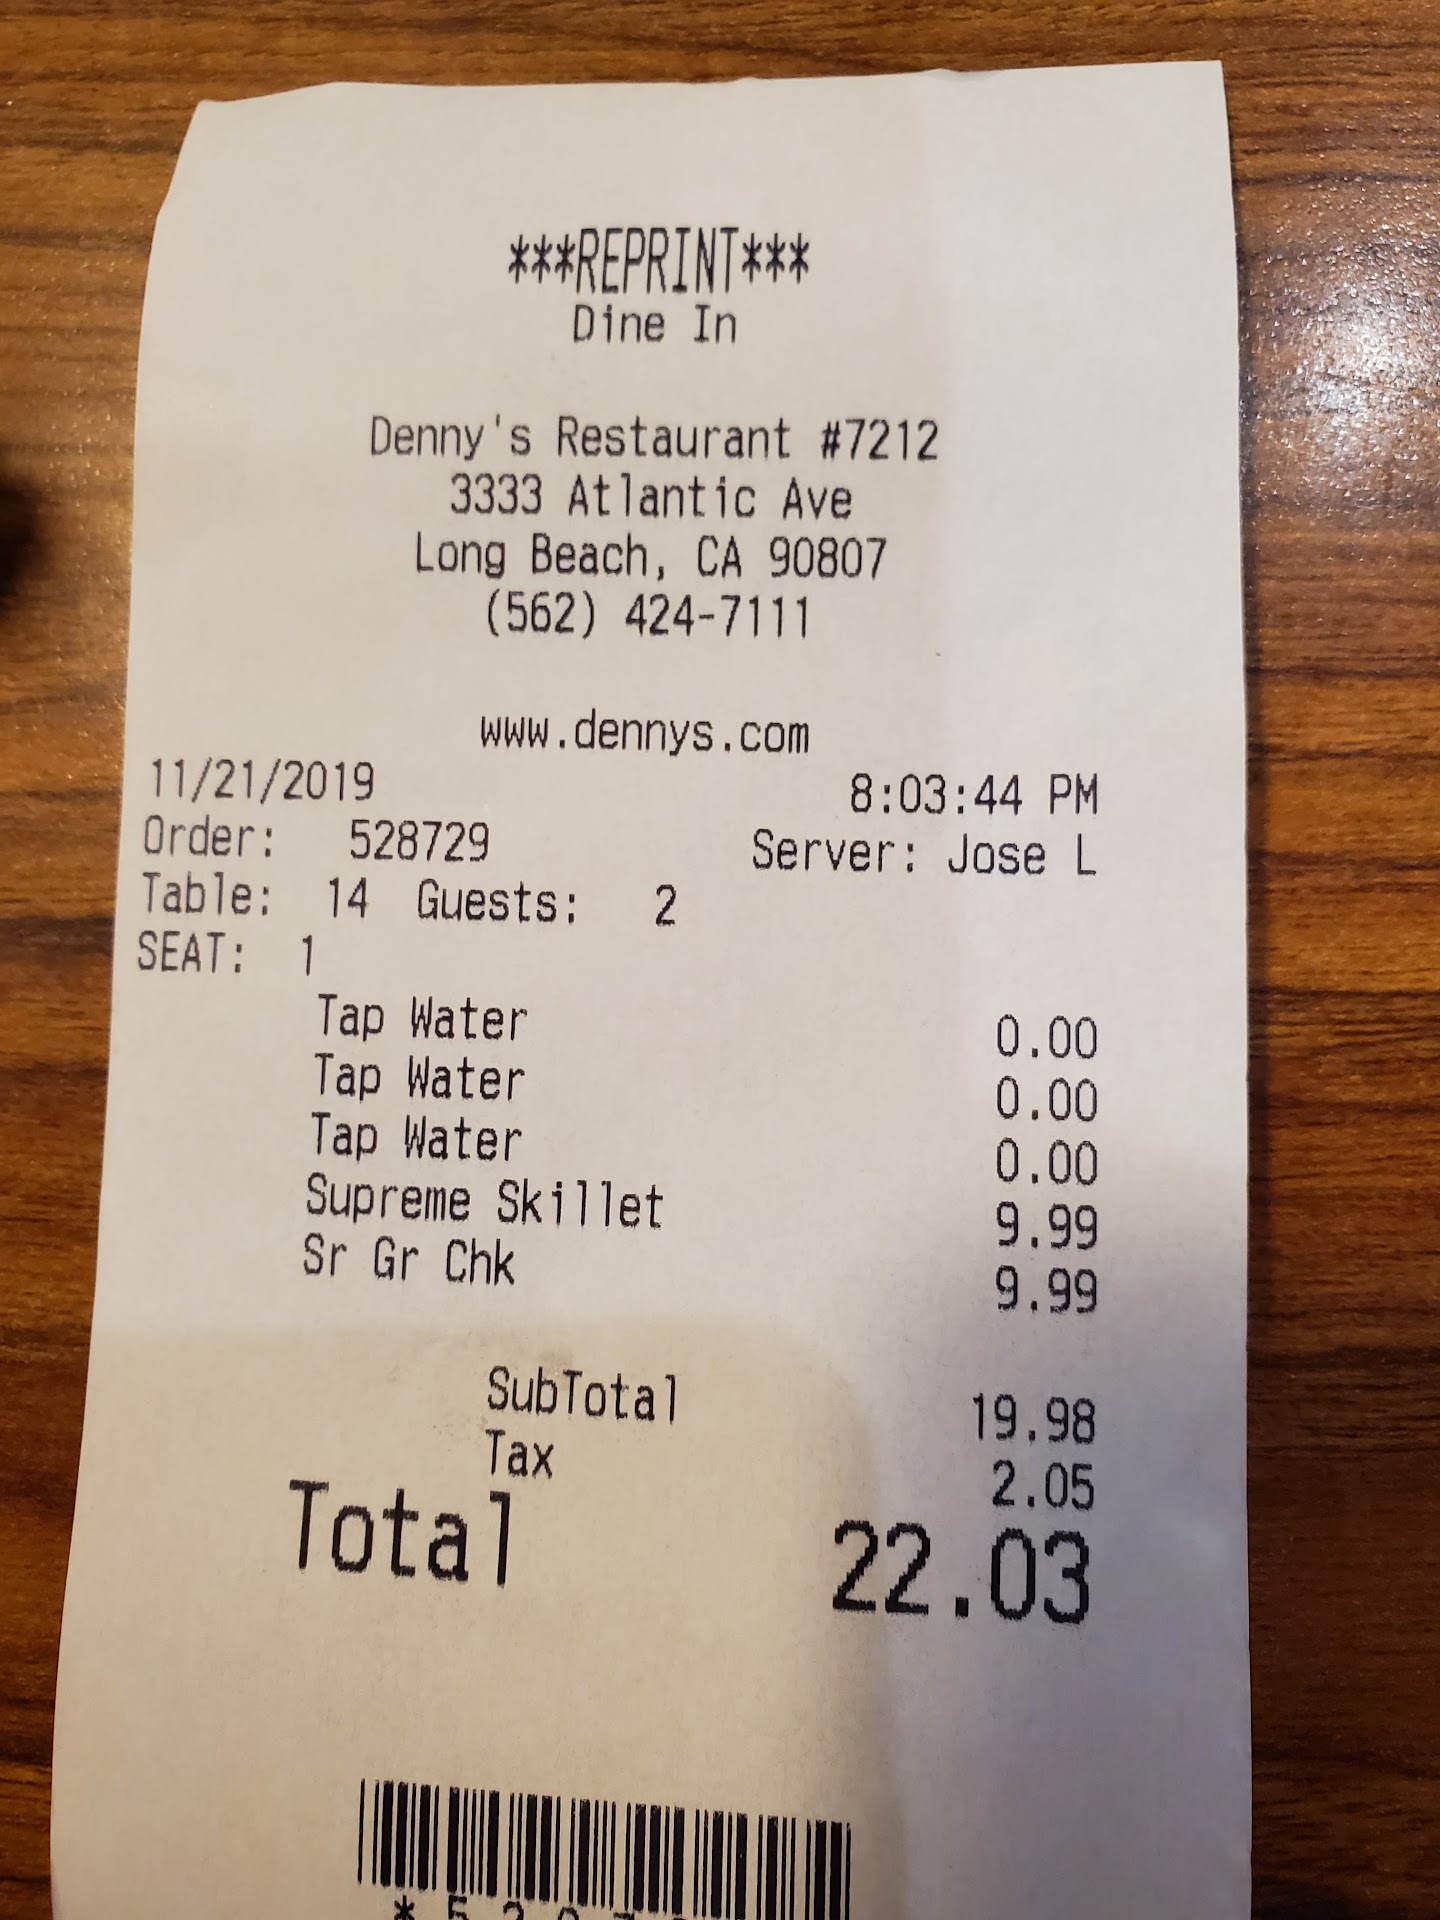 ***REPRINT***
Dine In
Denny's Restaurant #7212
3333 Atlantic Ave
Long Beach, CA 90807
(562) 424-7111
www.dennys.com
11/21/2019 8:03:44 PM
Order: 528729 Server: Jose L
Table: 14 Guests: 2
SEAT: 1
Tap Water 0.00
Tap Water 0.00
Tap Water 0.00
Supreme Skillet 9.99
Sr Gr Chk 9.99
SubTotal 19.98
Tax 2.05
Total 22.03